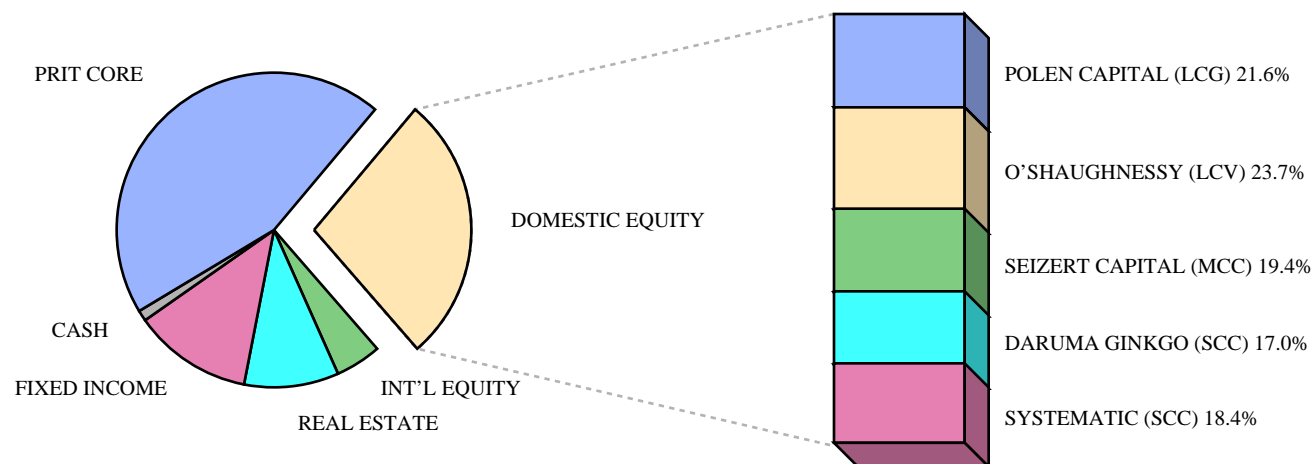 PRIT CORE
DOMESTIC EQUITY
CASH
FIXED INCOME
INT'L EQUITY
REAL ESTATE
POLEN CAPITAL (LCG) 21.6%
O'SHAUGHNESSY (LCV) 23.7%
SEIZERT CAPITAL (MCC) 19.4%
DARUMA GINKGO (SCC) 17.0%
SYSTEMATIC (SCC) 18.4%